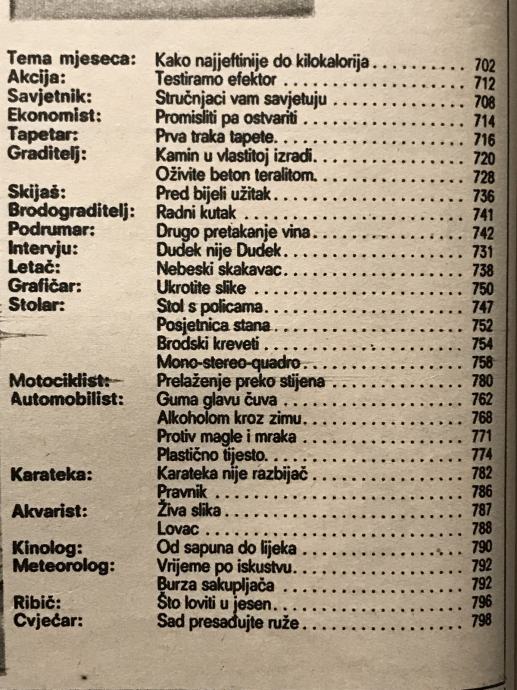 Tema mjeseca: Kako najjeftinije do kilokalorija . . . . . . . . . . 702
Akcija: Testiramo efektor . . . . . . . . . . . . . . . . . . . 712
Savjetnik: Stručnjaci vam savjetuju . . . . . . . . . . . . . . 708
Ekonomist: Promisliti pa ostvariti . . . . . . . . . . . . . . . . . 714
Tapetar: Prva traka tapete. . . . . . . . . . . . . . . . . . . . 716
Graditelj: Kamin u vlastitoj izradi. . . . . . . . . . . . . . . . 720
Oživite beton teralitom. . . . . . . . . . . . . . . . 728
Skijaš: Pred bijeli užitak . . . . . . . . . . . . . . . . . . . . 736
Brodograditelj: Radni kutak . . . . . . . . . . . . . . . . . . . . . . . . 741
Podrumar: Drugo pretakanje vina . . . . . . . . . . . . . . . . 742
Intervju: Dudek nije Dudek . . . . . . . . . . . . . . . . . . . 731
Letač: Nebeski skakavac . . . . . . . . . . . . . . . . . . . 738
Grafičar: Ukrotite slike . . . . . . . . . . . . . . . . . . . . . . . 750
Stolar: Stol s policama. . . . . . . . . . . . . . . . . . . . . 747
Posjetnica stana . . . . . . . . . . . . . . . . . . . . 752
Brodski kreveti . . . . . . . . . . . . . . . . . . . . . . 754
Mono-stereo-quadro. . . . . . . . . . . . . . . . . 758
Motociklist: Prelaženje preko stijena . . . . . . . . . . . . . . 780
Automobilist: Guma glavu čuva . . . . . . . . . . . . . . . . . . . 762
Alkoholom kroz zimu . . . . . . . . . . . . . . . . . 768
Protiv magle i mraka . . . . . . . . . . . . . . . . . 771
Plastično tijesto. . . . . . . . . . . . . . . . . . . . . . 774
Karateka: Karateka nije razbijač . . . . . . . . . . . . . . . . 782
Pravnik . . . . . . . . . . . . . . . . . . . . . . . . . . . . 786
Akvarist: Živa slika . . . . . . . . . . . . . . . . . . . . . . . . . . 787
Lovac . . . . . . . . . . . . . . . . . . . . . . . . . . . . . 788
Kinolog: Od sapuna do lijeka . . . . . . . . . . . . . . . . . 790
Meteorolog: Vrijeme po iskustvu . . . . . . . . . . . . . . . . . 792
Burza sakupljača . . . . . . . . . . . . . . . . . . . 792
Ribič: Što loviti u jesen . . . . . . . . . . . . . . . . . . . . 796
Cvjećar: Sad presađujte ruže . . . . . . . . . . . . . . . . . 798